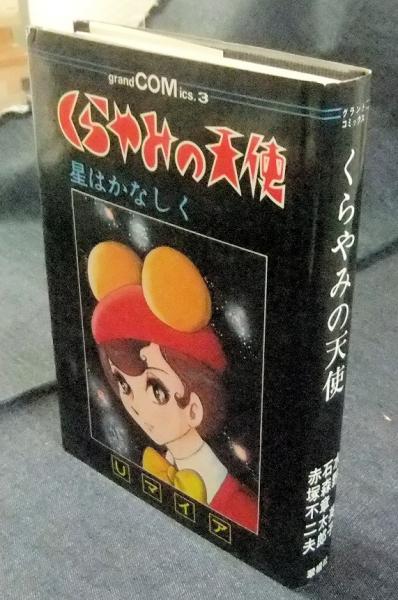 grandCOMics.3
くらやみの天使
星はかなしく
Uマイア
グランド
コミックス
くらやみの天使
石森章太郎
赤塚不二夫